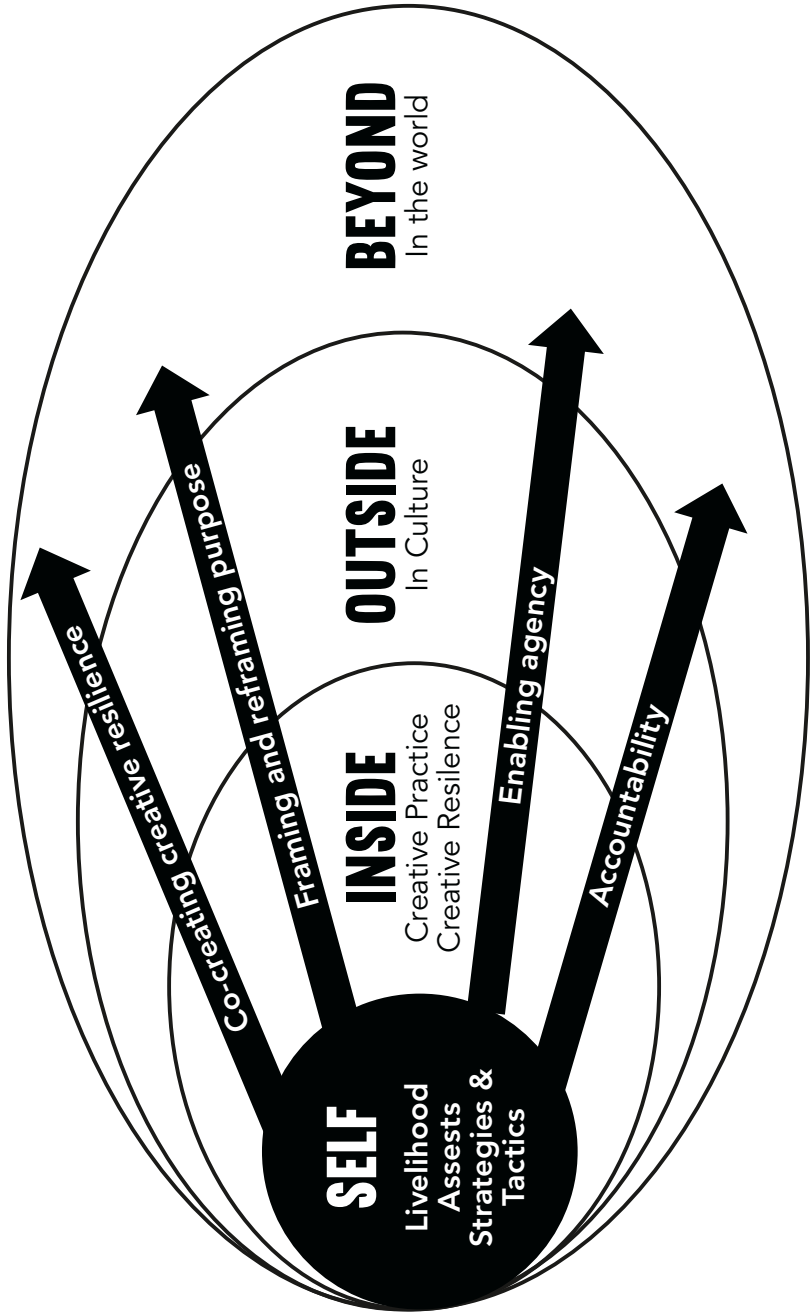 SELF
Livelihood
Assests
Strategies &
Tactics
INSIDE
Creative Practice
Creative Resilence
OUTSIDE
In Culture
BEYOND
In the world
Co-creating creative resilience
Framing and reframing purpose
Enabling agency
Accountability